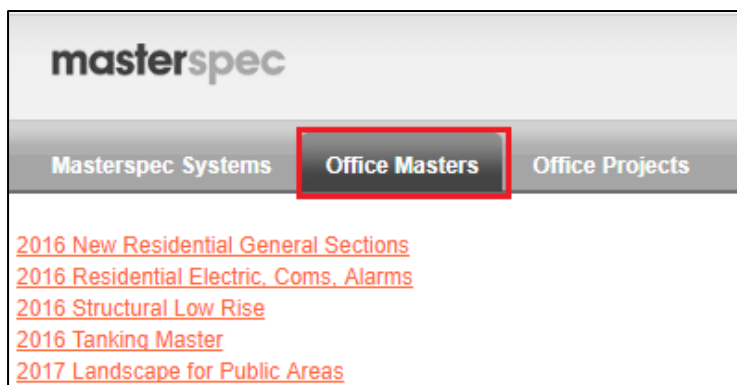 masterspec
Masterspec Systems Office Masters Office Projects
2016 New Residential General Sections
2016 Residential Electric, Coms, Alarms
2016 Structural Low Rise
2016 Tanking Master
2017 Landscape for Public Areas